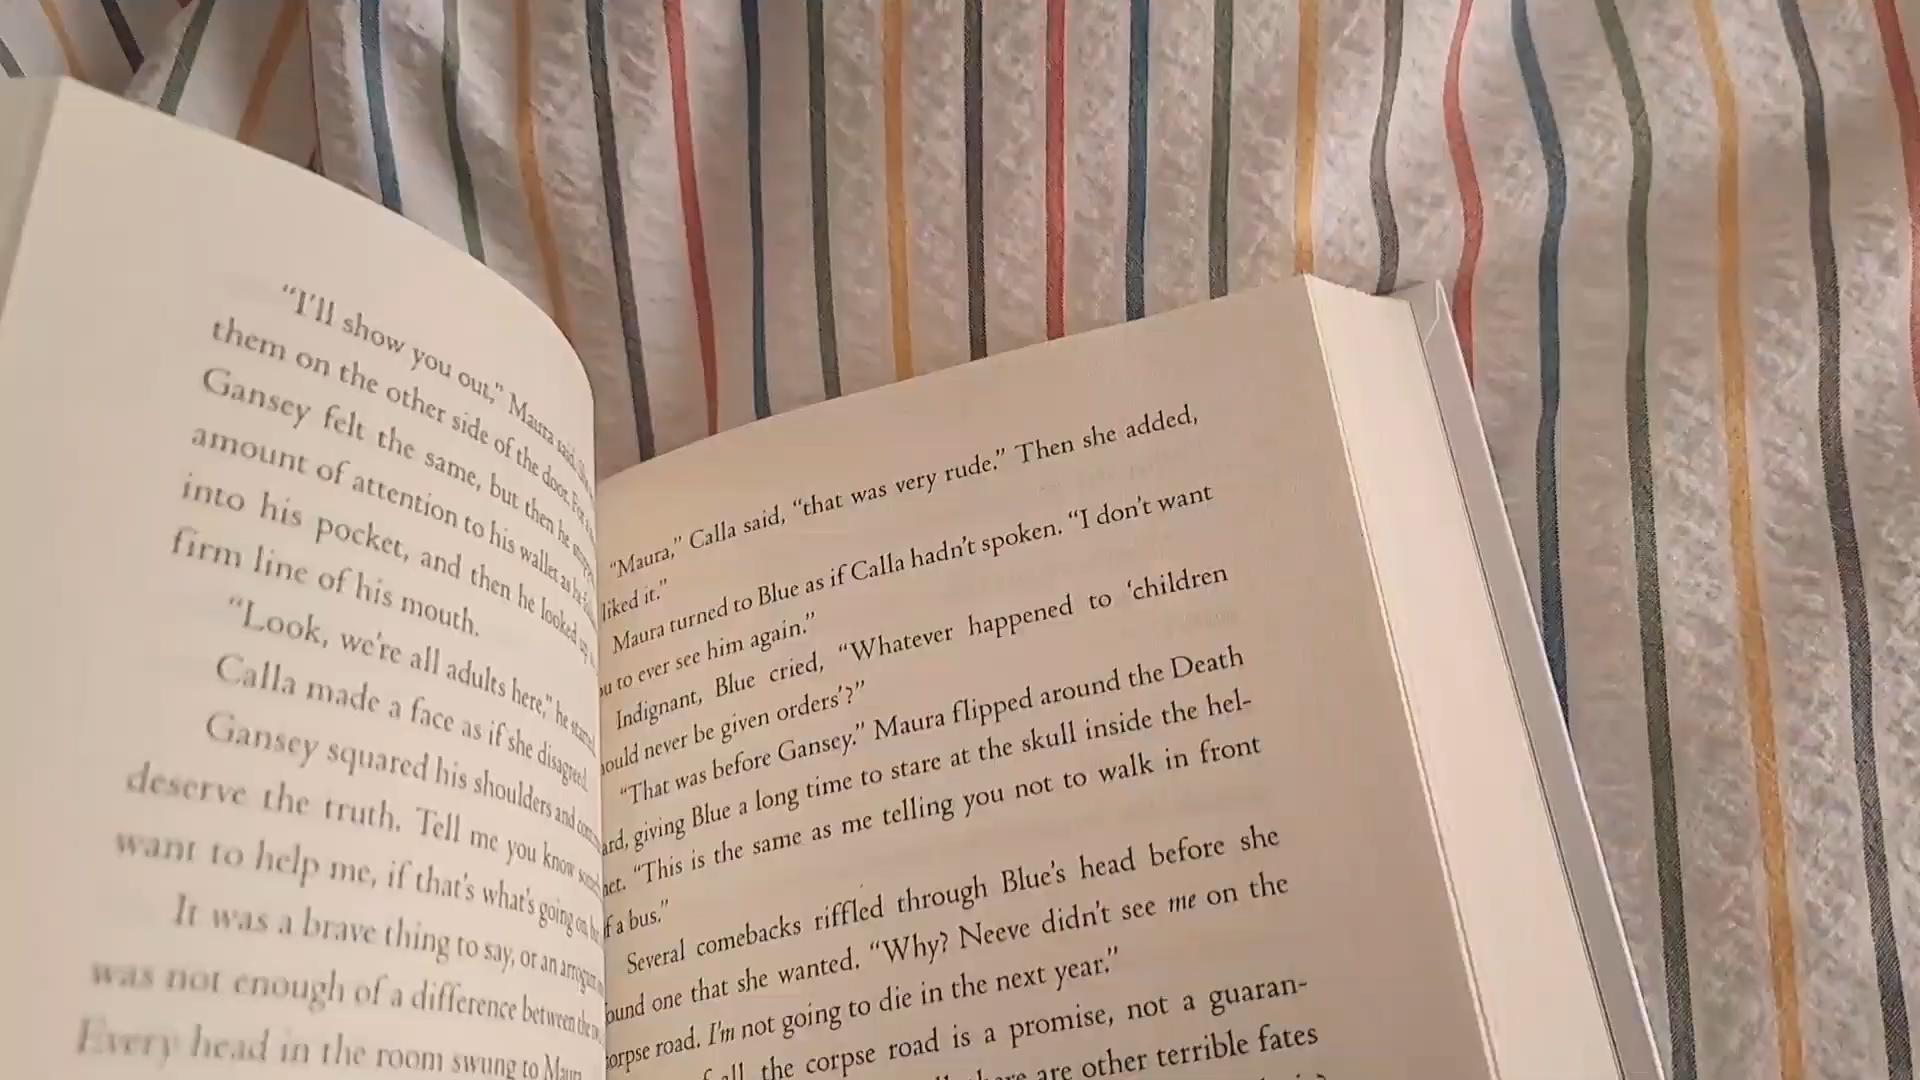 “I’ll show you out,” Maura said.
them on the other side of the door. For
Gansey felt the same, but then he
amount of attention to his wallet as he
into his pocket, and then he looked up
firm line of his mouth.
“Look, we’re all adults here,” he started
Calla made a face as if she disagreed.
Gansey squared his shoulders and
deserve the truth. Tell me you know
want to help me, if that’s what’s going on, but
It was a brave thing to say, or an
was not enough of a difference between the
Every head in the room swung to
“Maura,” Calla said, “that was very rude.” Then she added,
liked it.”
Maura turned to Blue as if Calla hadn’t spoken. “I don’t want
to ever see him again.”
Indignant, Blue cried, “Whatever happened to ‘children
never be given orders’?”
“That was before Gansey.” Maura flipped around the Death
giving Blue a long time to stare at the skull inside the hel-
“This is the same as me telling you not to walk in front
a bus.”
Several comebacks riffled through Blue’s head before she
one that she wanted. “Why? Neeve didn’t see me on the
road. I’m not going to die in the next year.”
the corpse road is a promise, not a guaran-
are other terrible fates